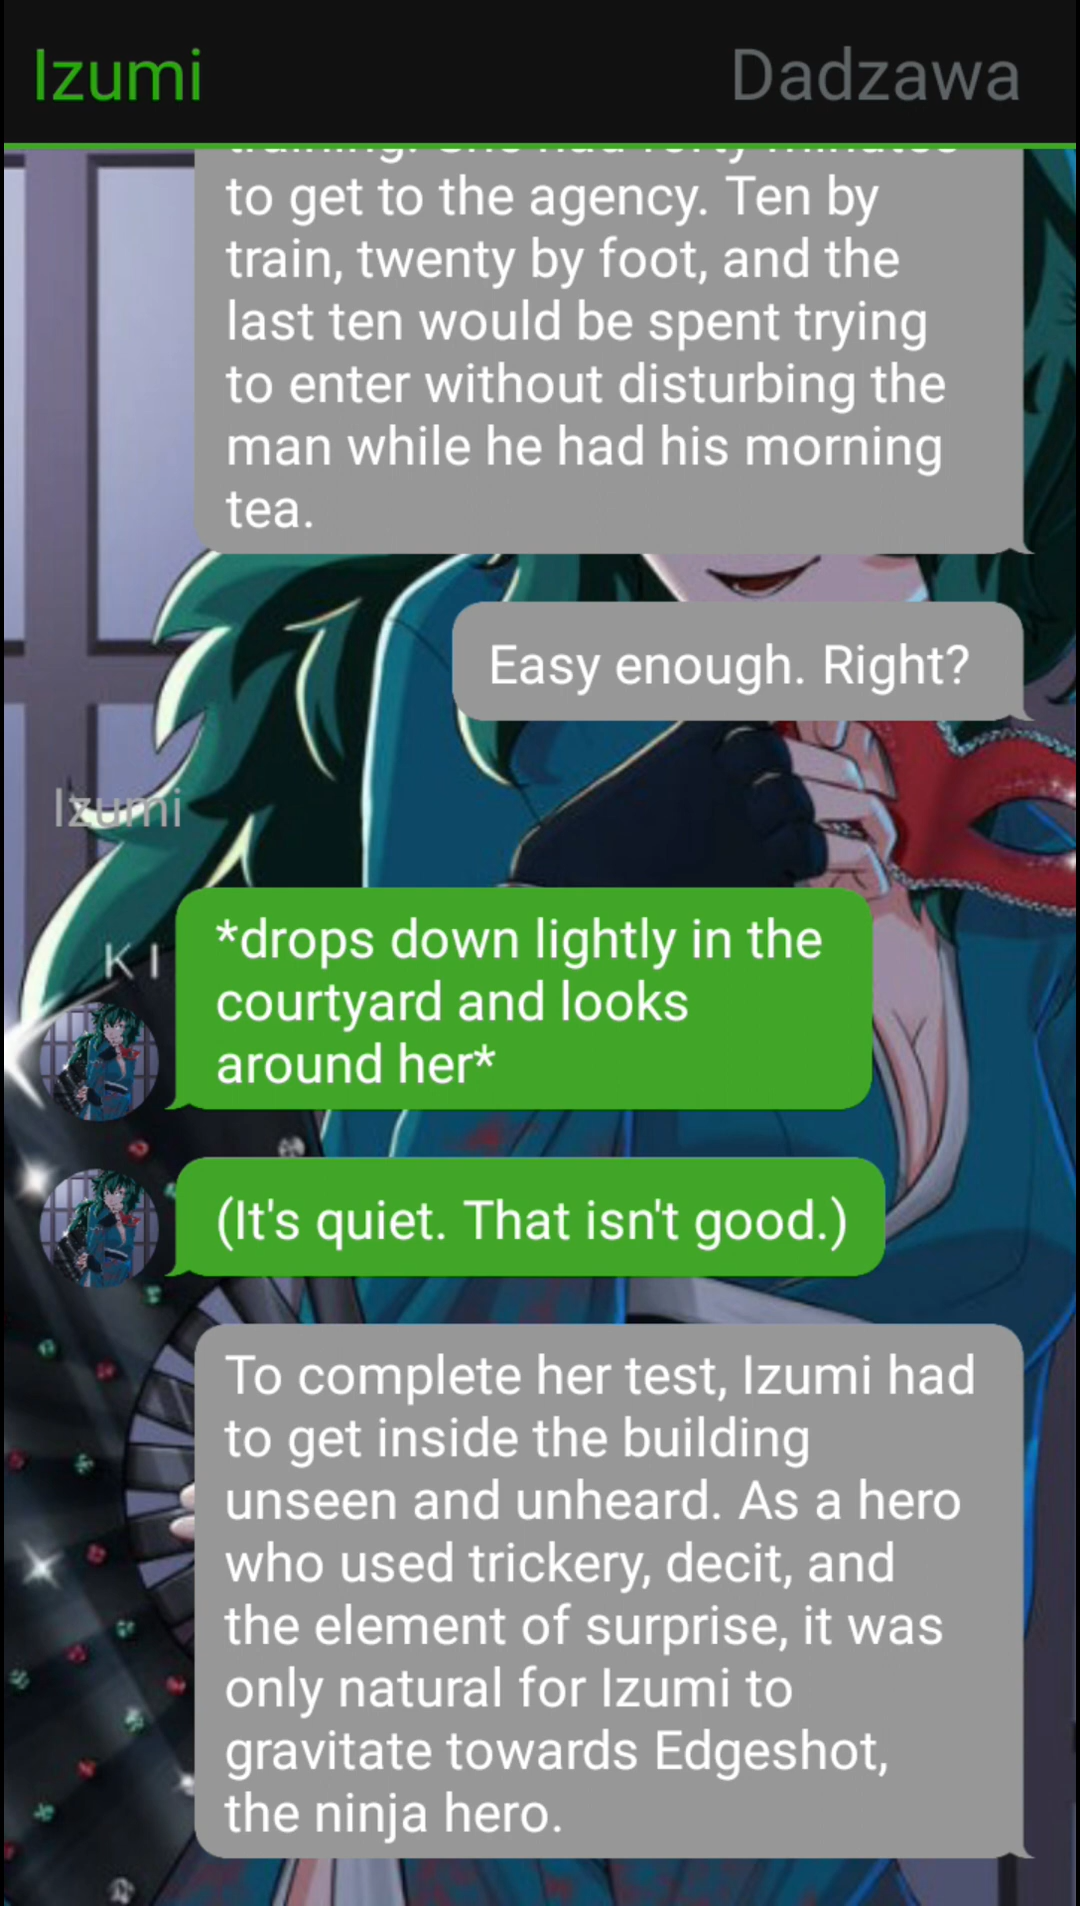 Izumi
Dadzawa
to get to the agency. Ten by
train, twenty by foot, and the
last ten would be spent trying
to enter without disturbing the
man while he had his morning
tea.
Easy enough. Right?
Izumi
KI
*drops down lightly in the
courtyard and looks
around her*
(It's quiet. That isn't good.)
To complete her test, Izumi had
to get inside the building
unseen and unheard. As a hero
who used trickery, decit, and
the element of surprise, it was
only natural for Izumi to
gravitate towards Edgeshot,
the ninja hero.